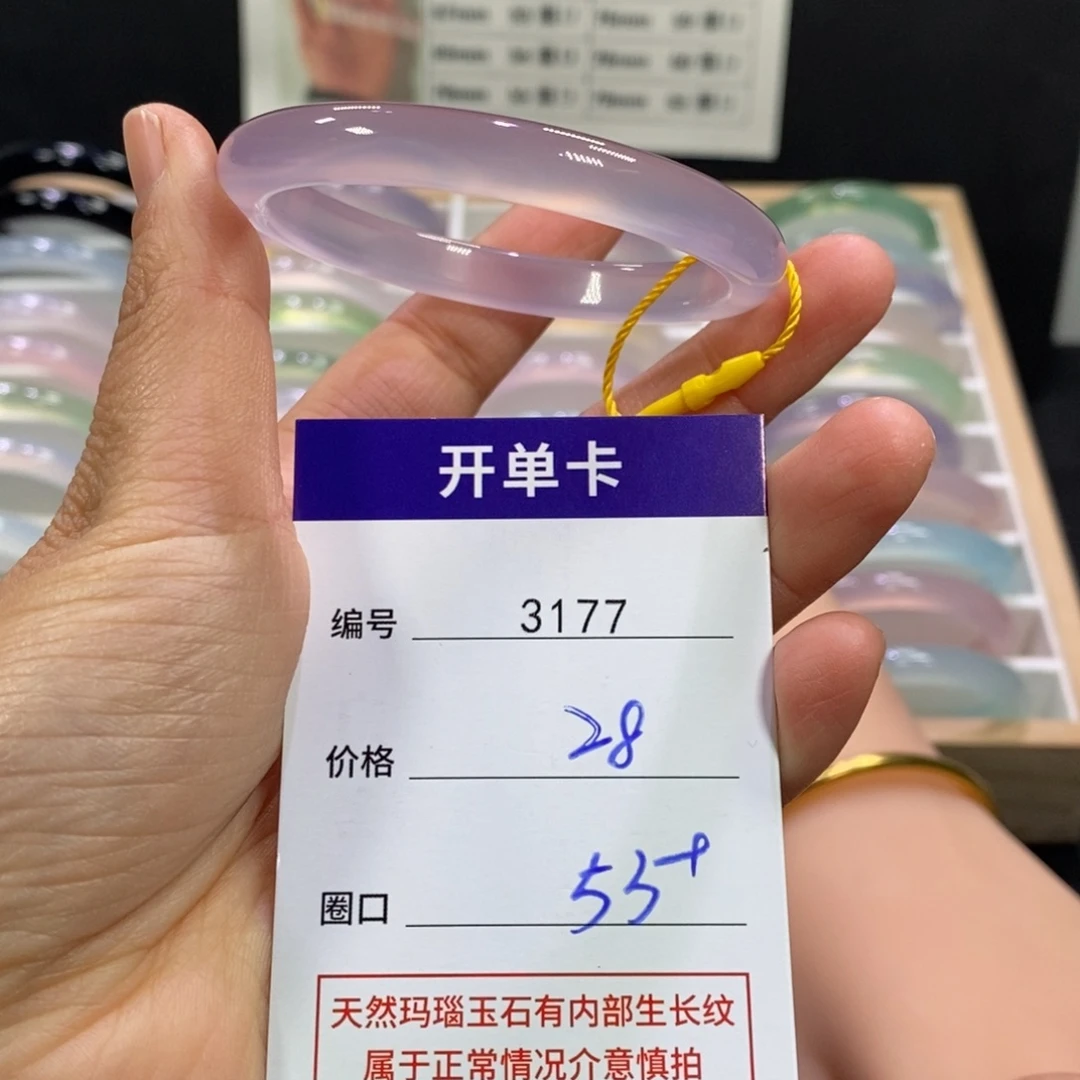 开单卡
编号 3177
价格 28
圈口 53+
天然玛瑙玉石有内部生长纹
属于正常情况介意慎拍